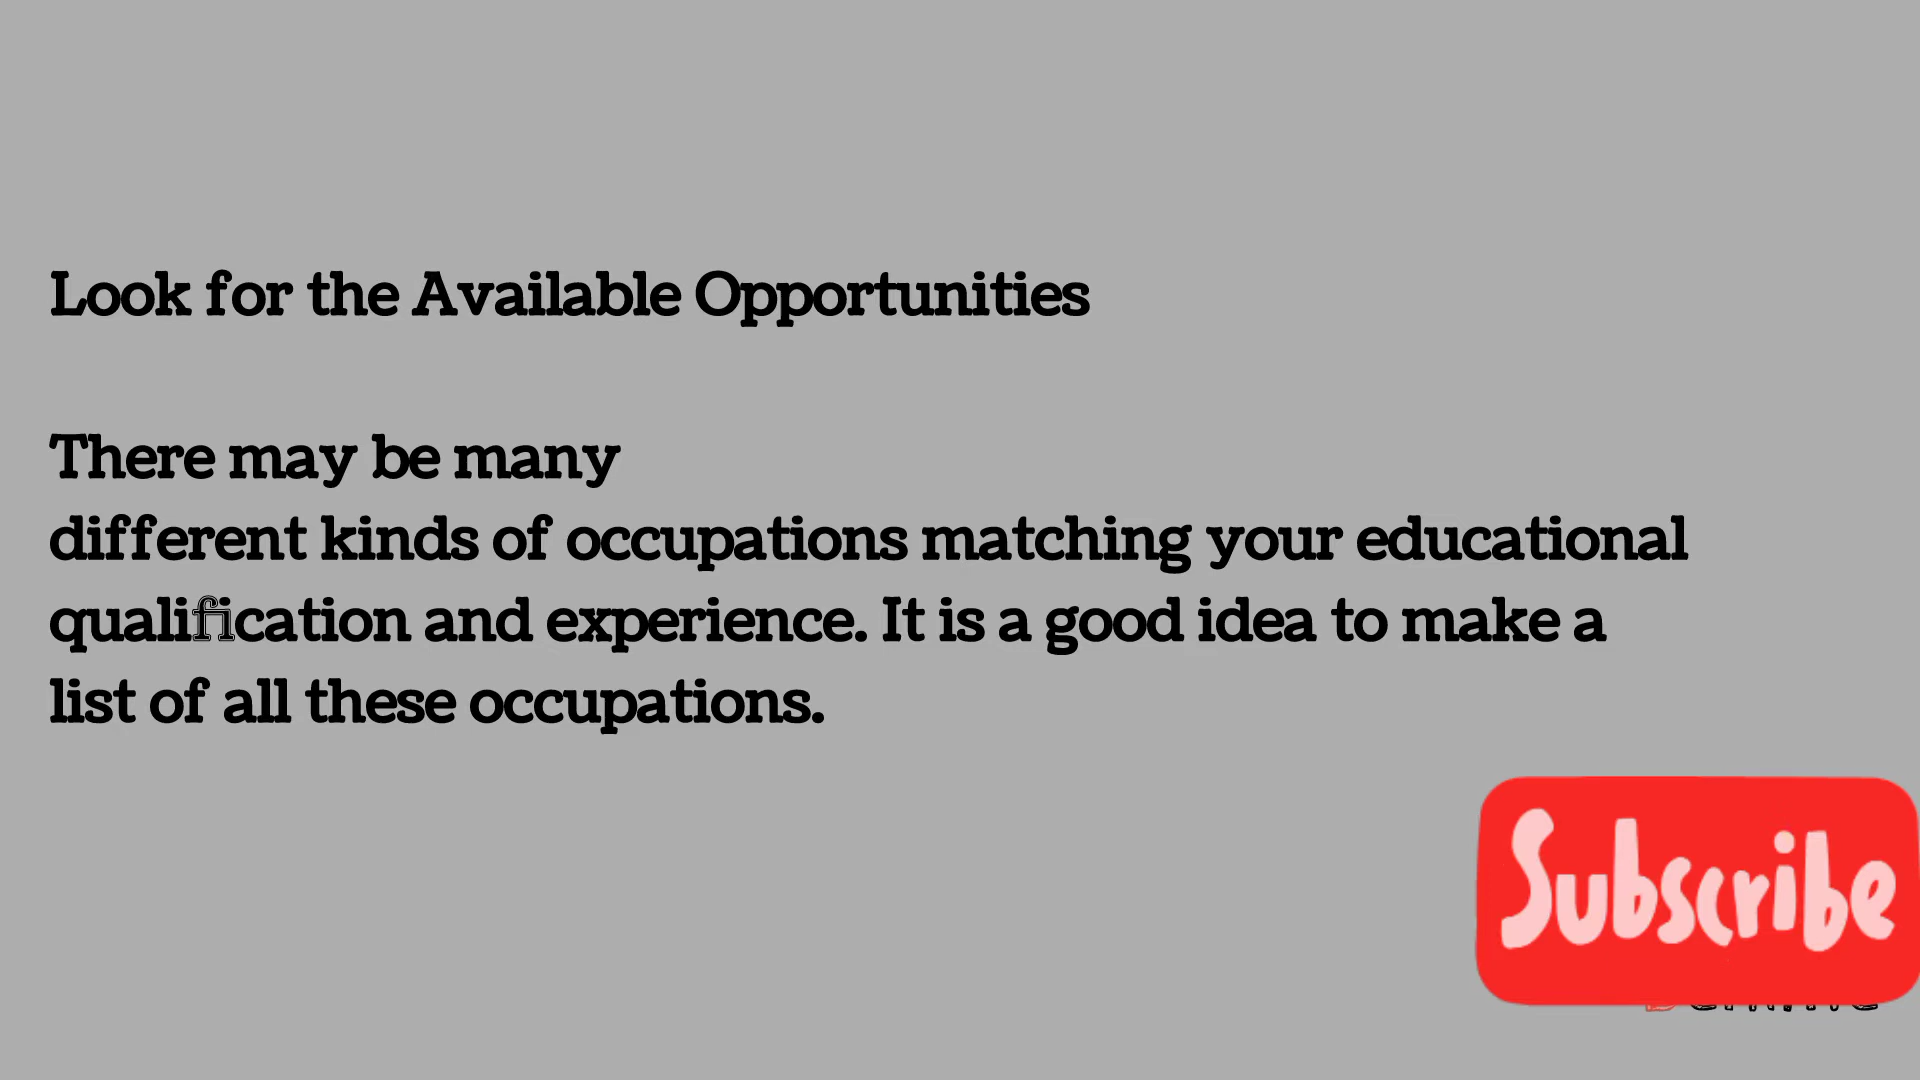 Look for the Available Opportunities
There may be many
different kinds of occupations matching your educational
qualification and experience. It is a good idea to make a
list of all these occupations.
Subscribe